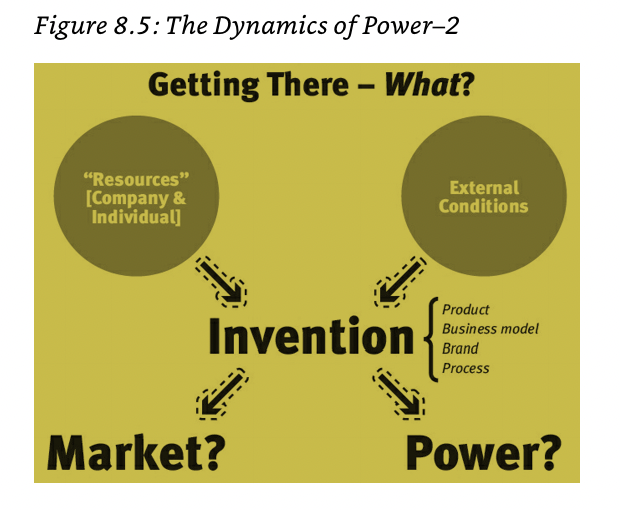 Figure 8.5: The Dynamics of Power–2
Getting There – What?
“Resources”
[Company &
Individual]
External
Conditions
Invention
Product
Business model
Brand
Process
Market?
Power?